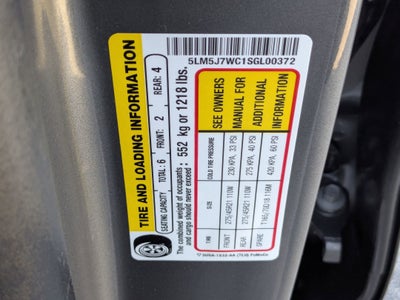 5LM5J7WC1SGL00372
TIRE AND LOADING INFORMATION
SEATING CAPACITY TOTAL: 6 FRONT: 2 REAR: 4
The combined weight of occupants
and cargo should never exceed: 552 kg or 1218 lbs.
TIRE SIZE COLD TIRE PRESSURE
FRONT 275/45R21 110W 230 KPA, 33 PSI
REAR 275/45R21 110W 275 KPA, 40 PSI
SPARE T165/70D18 116M 420 KPA, 60 PSI
SEE OWNERS
MANUAL FOR
ADDITIONAL
INFORMATION